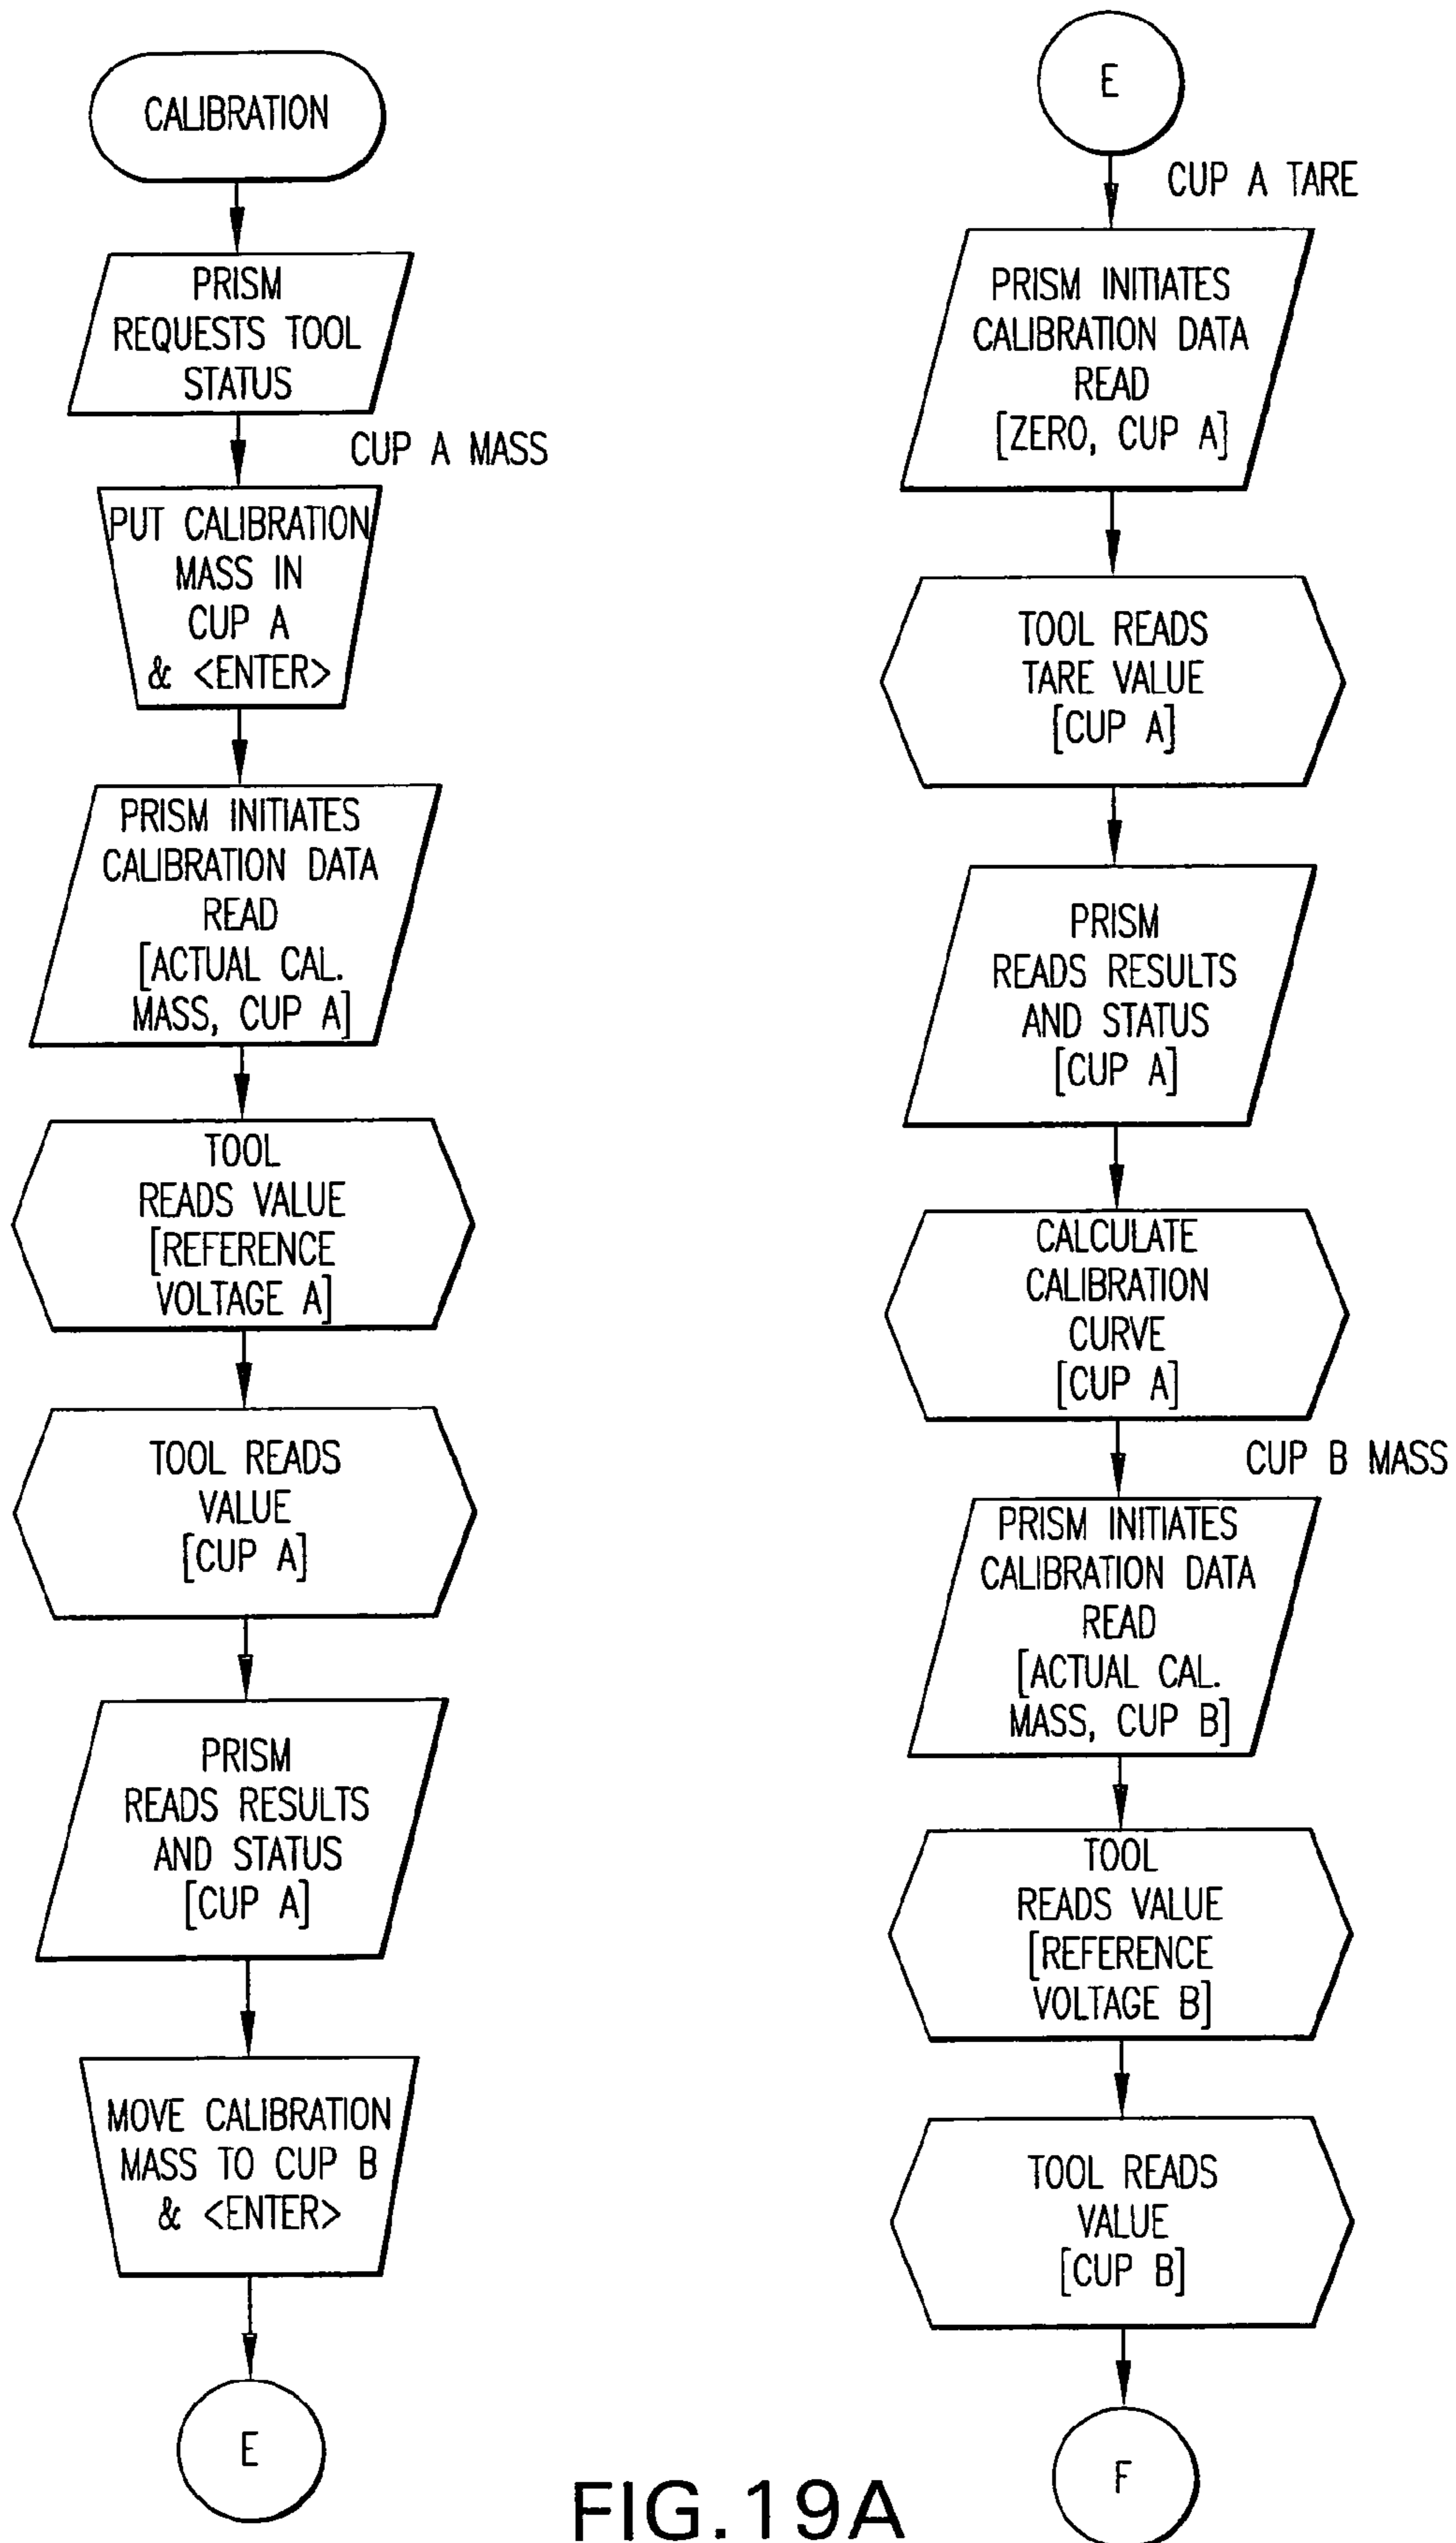 CALIBRATION
PRISM
REQUESTS TOOL
STATUS
CUP A MASS
PUT CALIBRATION
MASS IN
CUP A
& <ENTER>
PRISM INITIATES
CALIBRATION DATA
READ
[ACTUAL CAL.
MASS, CUP A]
TOOL
READS VALUE
[REFERENCE
VOLTAGE A]
TOOL READS
VALUE
[CUP A]
PRISM
READS RESULTS
AND STATUS
[CUP A]
MOVE CALIBRATION
MASS TO CUP B
& <ENTER>
E
E
CUP A TARE
PRISM INITIATES
CALIBRATION DATA
READ
[ZERO, CUP A]
TOOL READS
TARE VALUE
[CUP A]
PRISM
READS RESULTS
AND STATUS
[CUP A]
CALCULATE
CALIBRATION
CURVE
[CUP A]
CUP B MASS
PRISM INITIATES
CALIBRATION DATA
READ
[ACTUAL CAL.
MASS, CUP B]
TOOL
READS VALUE
[REFERENCE
VOLTAGE B]
TOOL READS
VALUE
[CUP B]
F
FIG.19A